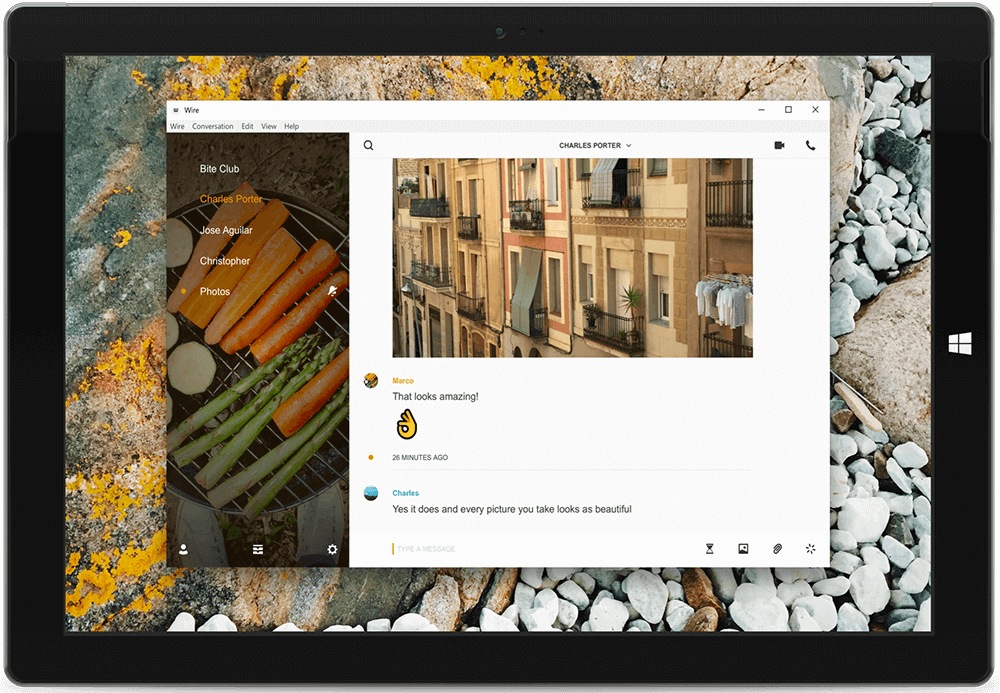 Wire
Wire Conversation Edit View Help
Bite Club
Charles Porter
Jose Aguilar
Christopher
Photos
CHARLES PORTER
Marco
That looks amazing!
26 MINUTES AGO
Charles
Yes it does and every picture you take looks as beautiful
TYPE A MESSAGE